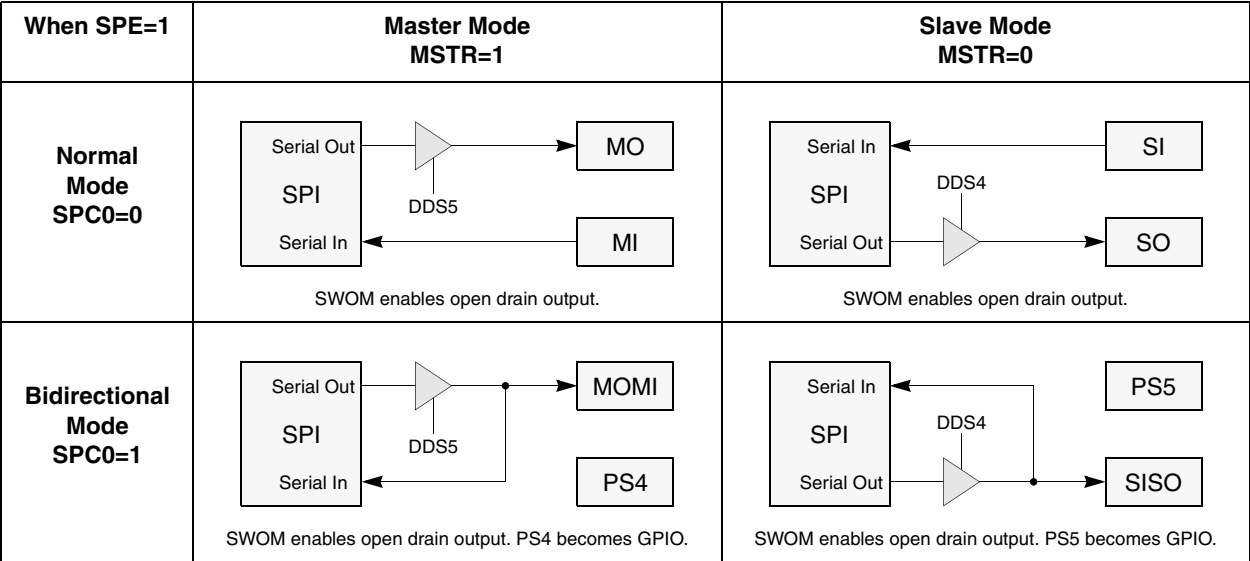 When SPE=1
Master Mode
MSTR=1
Slave Mode
MSTR=0
Normal
Mode
SPC0=0
Serial Out
SPI
Serial In
DDS5
MO
MI
SWOM enables open drain output.
Serial In
SPI
Serial Out
DDS4
SI
SO
SWOM enables open drain output.
Bidirectional
Mode
SPC0=1
Serial Out
SPI
Serial In
DDS5
MOMI
PS4
SWOM enables open drain output. PS4 becomes GPIO.
Serial In
SPI
Serial Out
DDS4
PS5
SISO
SWOM enables open drain output. PS5 becomes GPIO.